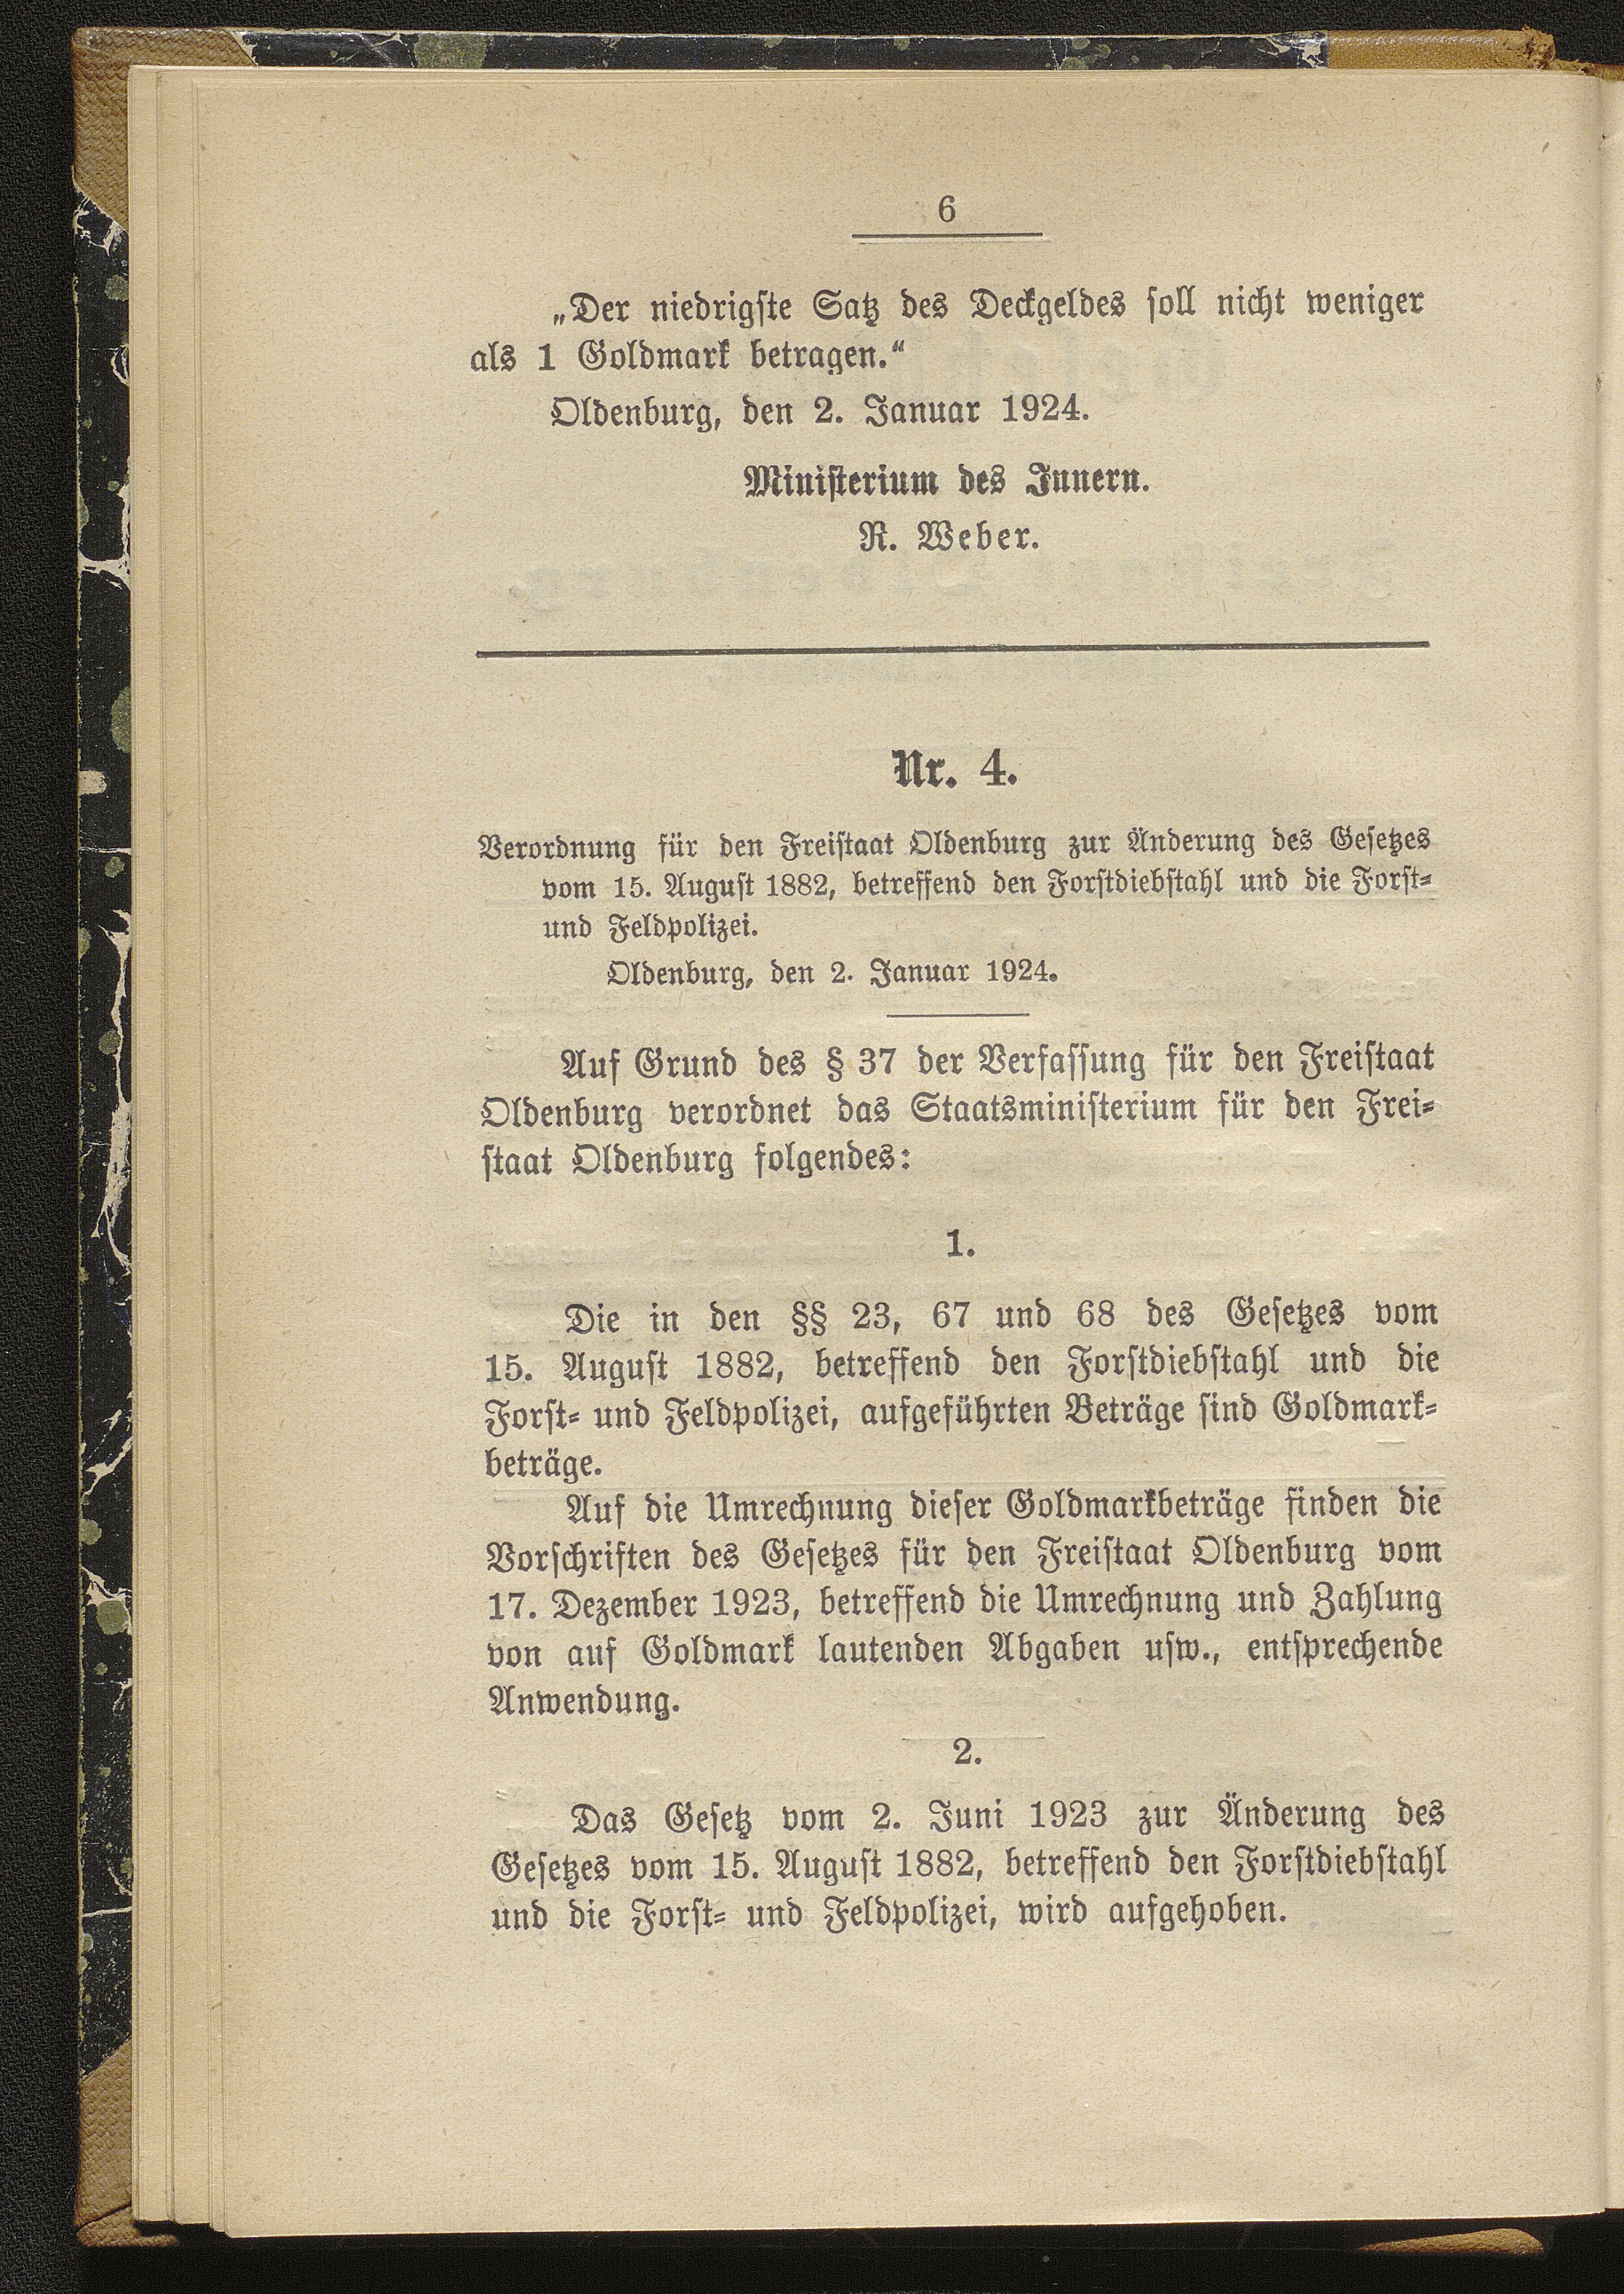 6
„Der niedrigste Satz des Deckgeldes soll nicht weniger
als 1 Goldmark betragen.“
Oldenburg, den 2. Januar 1924.
Ministerium des Innern.
R. Weber.
Nr. 4.
Verordnung für den Freistaat Oldenburg zur Änderung des Gesetzes
vom 15. August 1882, betreffend den Forstdiebstahl und die Forst-
und Feldpolizei.
Oldenburg, den 2. Januar 1924.
Auf Grund des § 37 der Verfassung für den Freistaat
Oldenburg verordnet das Staatsministerium für den Frei-
staat Oldenburg folgendes:
1.
Die in den §§ 23, 67 und 68 des Gesetzes vom
15. August 1882, betreffend den Forstdiebstahl und die
Forst- und Feldpolizei, aufgeführten Beträge sind Goldmark-
beträge.
Auf die Umrechnung dieser Goldmarkbeträge finden die
Vorschriften des Gesetzes für den Freistaat Oldenburg vom
17. Dezember 1923, betreffend die Umrechnung und Zahlung
von auf Goldmark lautenden Abgaben usw., entsprechende
Anwendung.
2.
Das Gesetz vom 2. Juni 1923 zur Änderung des
Gesetzes vom 15. August 1882, betreffend den Forstdiebstahl
und die Forst- und Feldpolizei, wird aufgehoben.